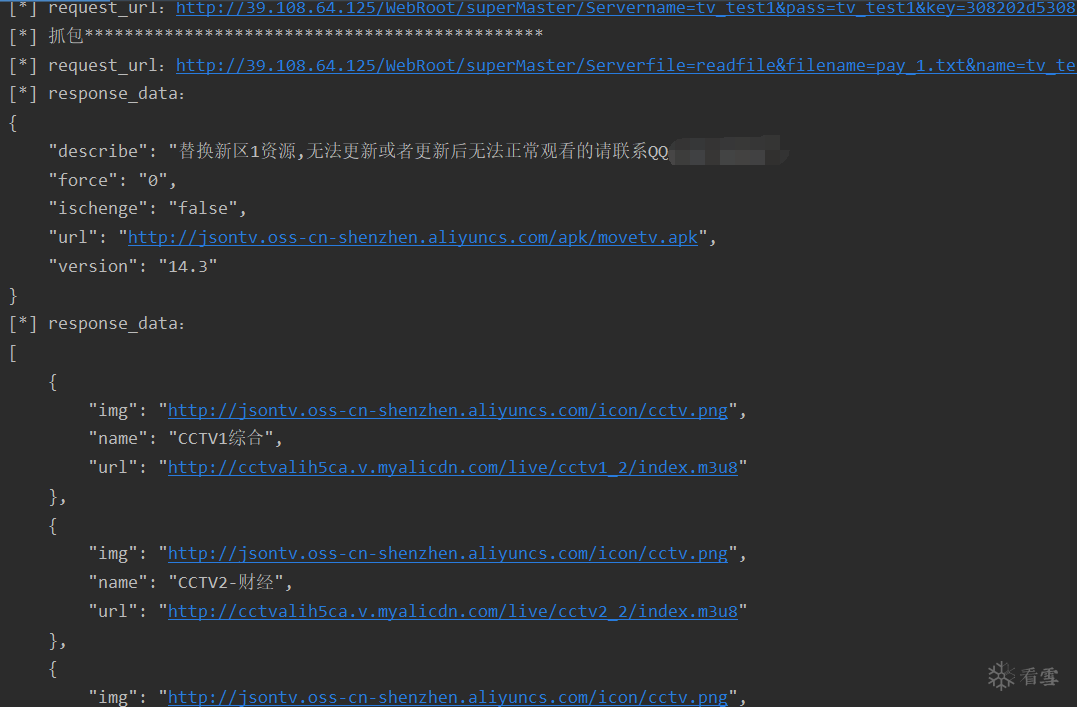 [*] request_url：http://39.108.64.125/WebRoot/superMaster/Servername=tv_test1&pass=tv_test1&key=308202d5308
[*] 抓包**********************************************
[*] request_url：http://39.108.64.125/WebRoot/superMaster/Serverfile=readfile&filename=pay_1.txt&name=tv_te
[*] response_data：
{
"describe": "替换新区1资源,无法更新或者更新后无法正常观看的请联系QQ
"force": "0",
"ischenge": "false",
"url": "http://jsontv.oss-cn-shenzhen.aliyuncs.com/apk/movetv.apk",
"version": "14.3"
}
[*] response_data：
[
{
"img": "http://jsontv.oss-cn-shenzhen.aliyuncs.com/icon/cctv.png",
"name": "CCTV1综合",
"url": "http://cctvalih5ca.v.myalicdn.com/live/cctv1_2/index.m3u8"
},
{
"img": "http://jsontv.oss-cn-shenzhen.aliyuncs.com/icon/cctv.png",
"name": "CCTV2-财经",
"url": "http://cctvalih5ca.v.myalicdn.com/live/cctv2_2/index.m3u8"
},
{
"img": "http://jsontv.oss-cn-shenzhen.aliyuncs.com/icon/cctv.png",
看雪